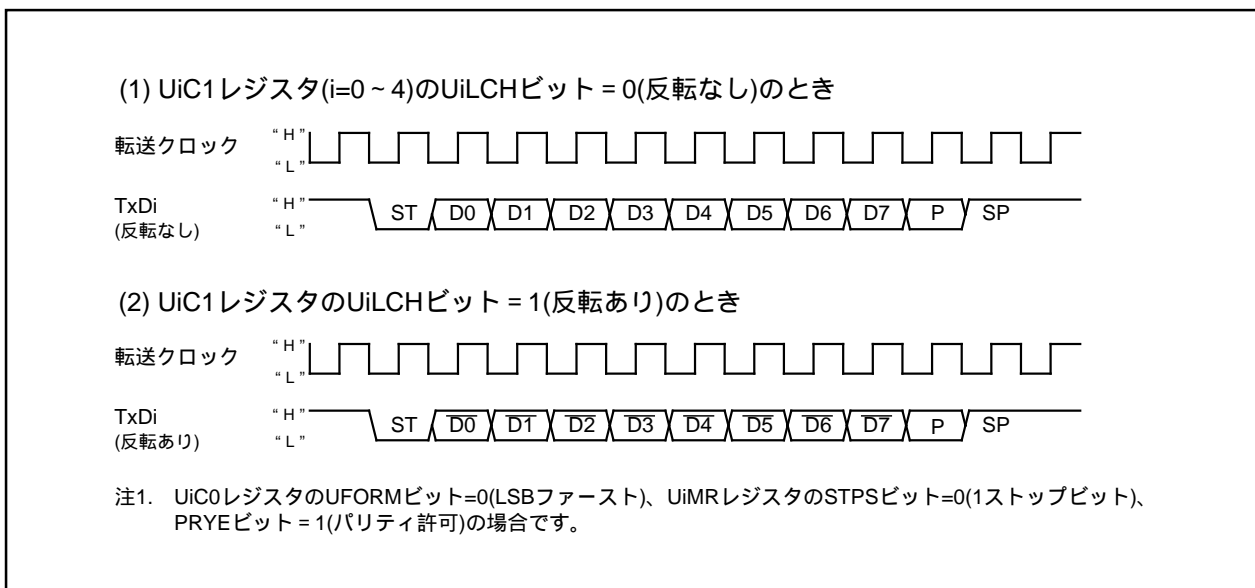 (1) UiC1レジスタ(i=0 ~ 4)のUiLCHビット = 0(反転なし)のとき
転送クロック
“ H ”
“ L ”
TxDi
(反転なし)
“ H ”
“ L ”
ST D0 D1 D2 D3 D4 D5 D6 D7 P SP
(2) UiC1レジスタのUiLCHビット = 1(反転あり)のとき
転送クロック
“ H ”
“ L ”
TxDi
(反転あり)
“ H ”
“ L ”
ST D̅0̅ D̅1̅ D̅2̅ D̅3̅ D̅4̅ D̅5̅ D̅6̅ D̅7̅ P SP
注1. UiC0レジスタのUFORMビット=0(LSBファースト)、UiMRレジスタのSTPSビット=0(1ストップビット)、
PRYEビット = 1(パリティ許可)の場合です。